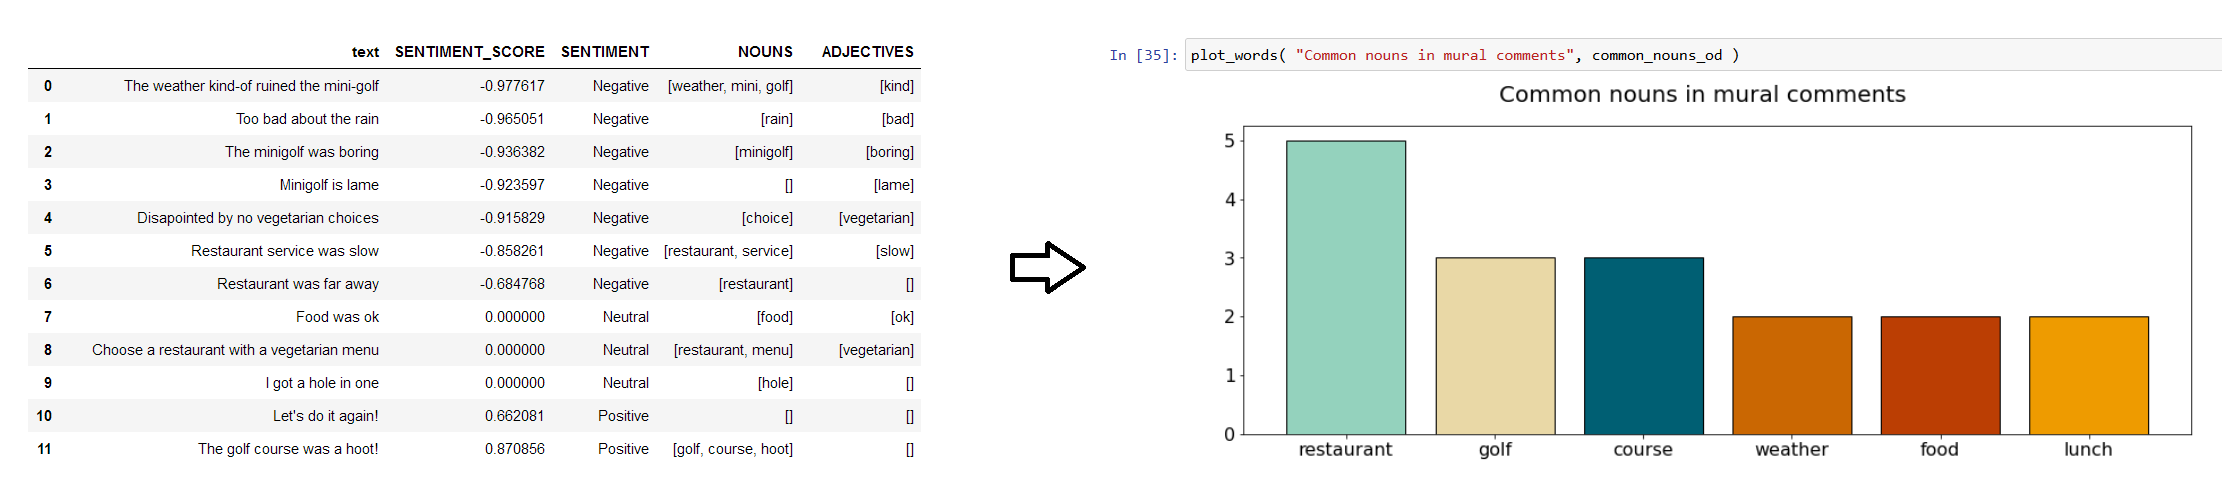 text SENTIMENT_SCORE SENTIMENT NOUNS ADJECTIVES
0 The weather kind-of ruined the mini-golf -0.977617 Negative [weather, mini, golf] [kind]
1 Too bad about the rain -0.965051 Negative [rain] [bad]
2 The minigolf was boring -0.936382 Negative [minigolf] [boring]
3 Minigolf is lame -0.923597 Negative [] [lame]
4 Disapointed by no vegetarian choices -0.915829 Negative [choice] [vegetarian]
5 Restaurant service was slow -0.858261 Negative [restaurant, service] [slow]
6 Restaurant was far away -0.684768 Negative [restaurant] []
7 Food was ok 0.000000 Neutral [food] [ok]
8 Choose a restaurant with a vegetarian menu 0.000000 Neutral [restaurant, menu] [vegetarian]
9 I got a hole in one 0.000000 Neutral [hole] []
10 Let's do it again! 0.662081 Positive [] []
11 The golf course was a hoot! 0.870856 Positive [golf, course, hoot] []
In [35]: plot_words( "Common nouns in mural comments", common_nouns_od )
Common nouns in mural comments
5
4
3
2
1
0
restaurant golf course weather food lunch